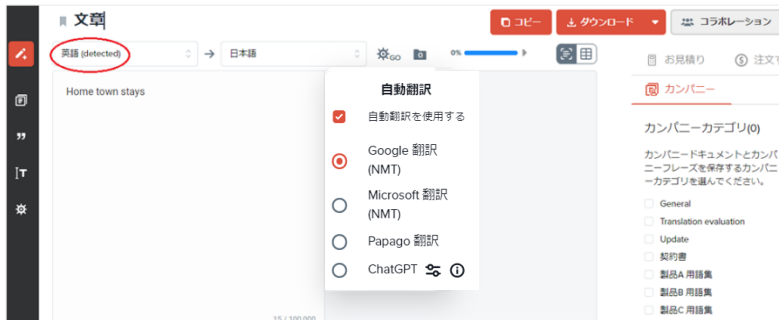 文章
コピー
ダウンロード
コラボレーション
英語 (detected)
日本語
GO
0%
お見積り
注文す
カンパニー
Home town stays
自動翻訳
自動翻訳を使用する
Google 翻訳
(NMT)
Microsoft 翻訳
(NMT)
Papago 翻訳
ChatGPT
15 / 100,000
カンパニーカテゴリ(0)
カンパニードキュメントとカンパ
ニーフレーズを保存するカンパニ
ーカテゴリを選んでください。
General
Translation evaluation
Update
契約書
製品A 用語集
製品B 用語集
製品C 用語集